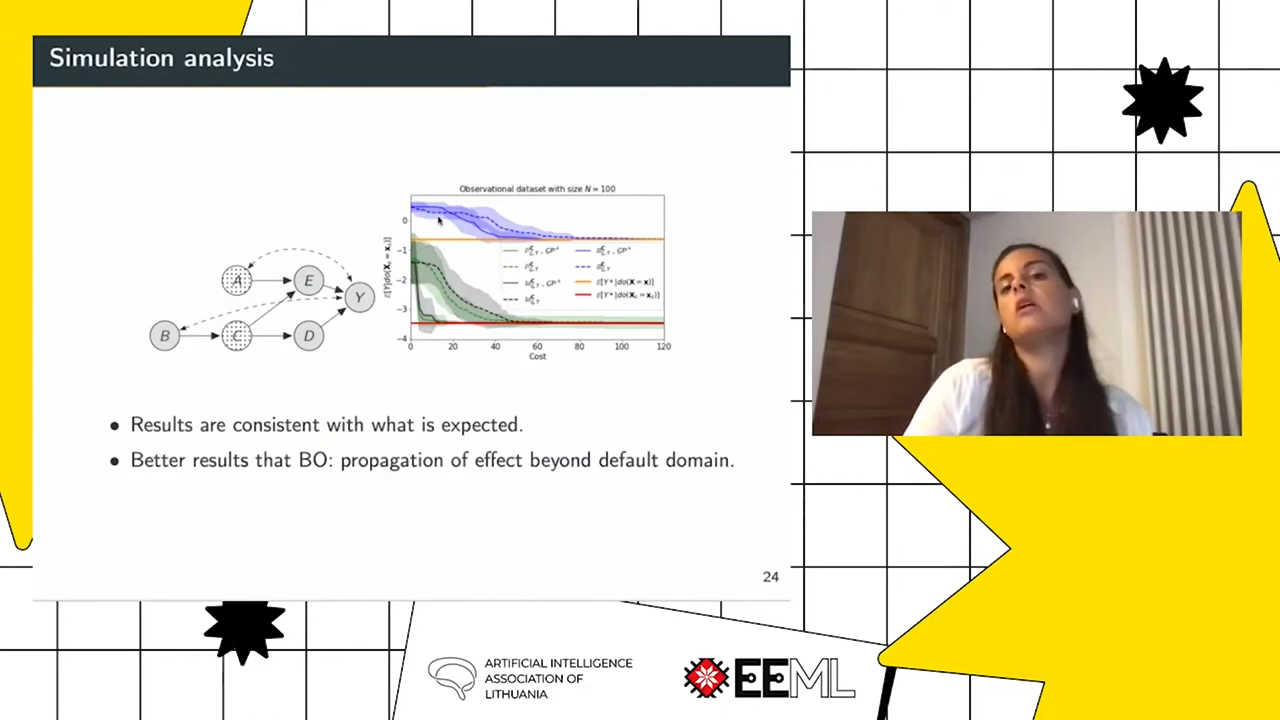 Simulation analysis
Observational dataset with size N = 100
A
E
Y
B
C
D
0
−1
−2
−3
−4
0
20
40
60
80
100
120
Cost
• Results are consistent with what is expected.
• Better results that BO: propagation of effect beyond default domain.
24
ARTIFICIAL INTELLIGENCE
ASSOCIATION OF
LITHUANIA
EEML